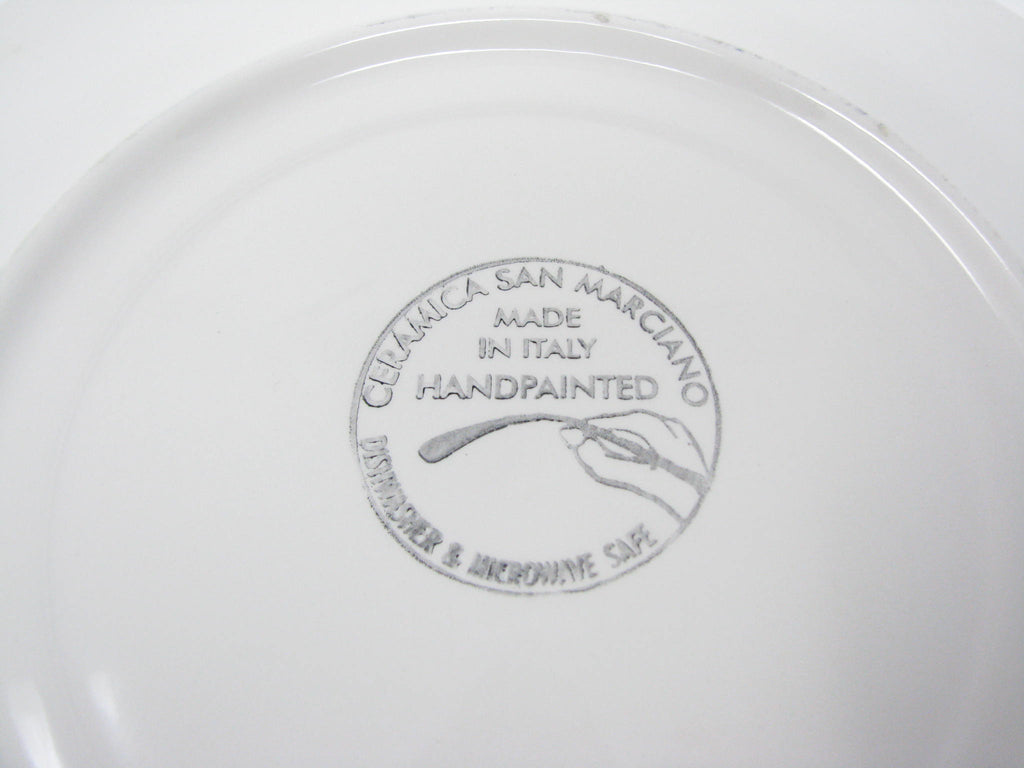 CERAMICA SAN MARCIANO
MADE
IN ITALY
HANDPAINTED
DISHWASHER & MICROWAVE SAFE